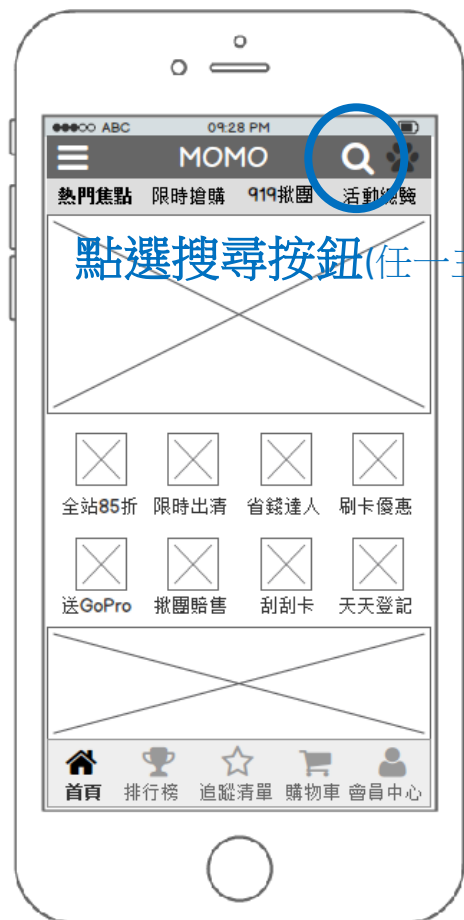 ABC 09:28 PM
MOMO
熱門焦點 限時搶購 919揪團 活動總覽
點選搜尋按鈕(任一主
全站85折 限時出清 省錢達人 刷卡優惠
送GoPro 揪團賠售 刮刮卡 天天登記
首頁 排行榜 追蹤清單 購物車 會員中心